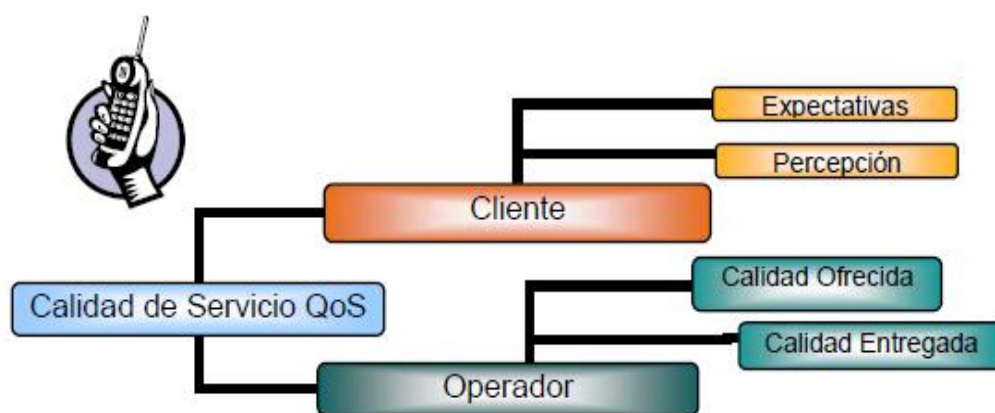 Expectativas
Percepción
Cliente
Calidad de Servicio QoS
Calidad Ofrecida
Calidad Entregada
Operador